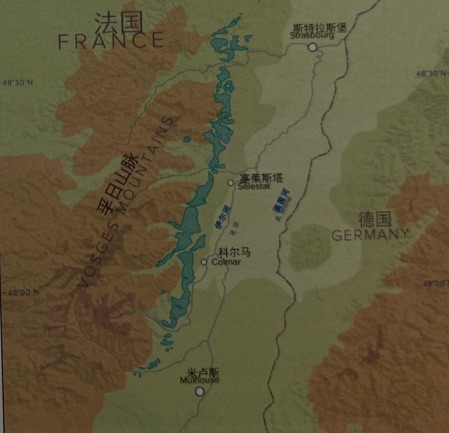 法国
FRANCE
斯特拉斯堡
Strasbourg
48°30'N
48°30'N
孚日山脉
VOSGES MOUNTAINS
塞莱斯塔
Sélestat
伊尔河
莱茵河
德国
GERMANY
科尔马
Colmar
48°00'N
48°00'
米卢斯
Mulhouse